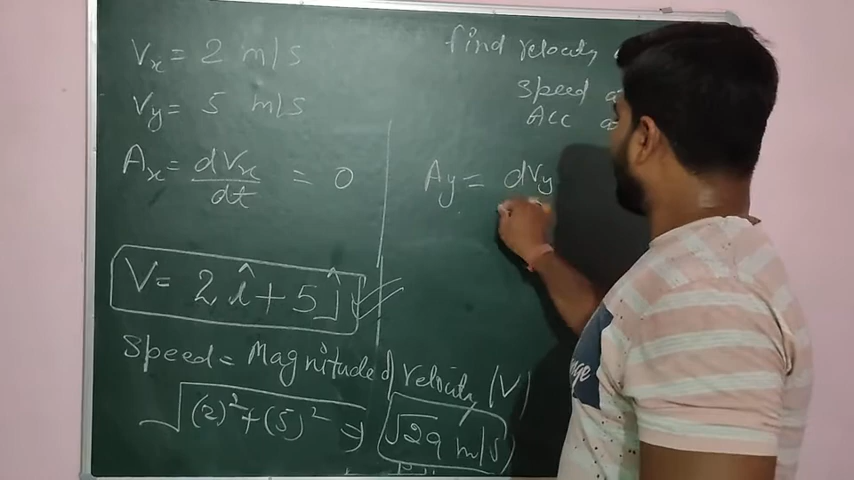 Vx = 2 m/s
Vy = 5 m/s
Ax = dVx/dt = 0
V = 2î + 5ĵ
Speed = Magnitude of velocity (V)
√(2)² + (5)² ⇒ √29 m/s
find velocity
speed
Acc
Ay = dVy